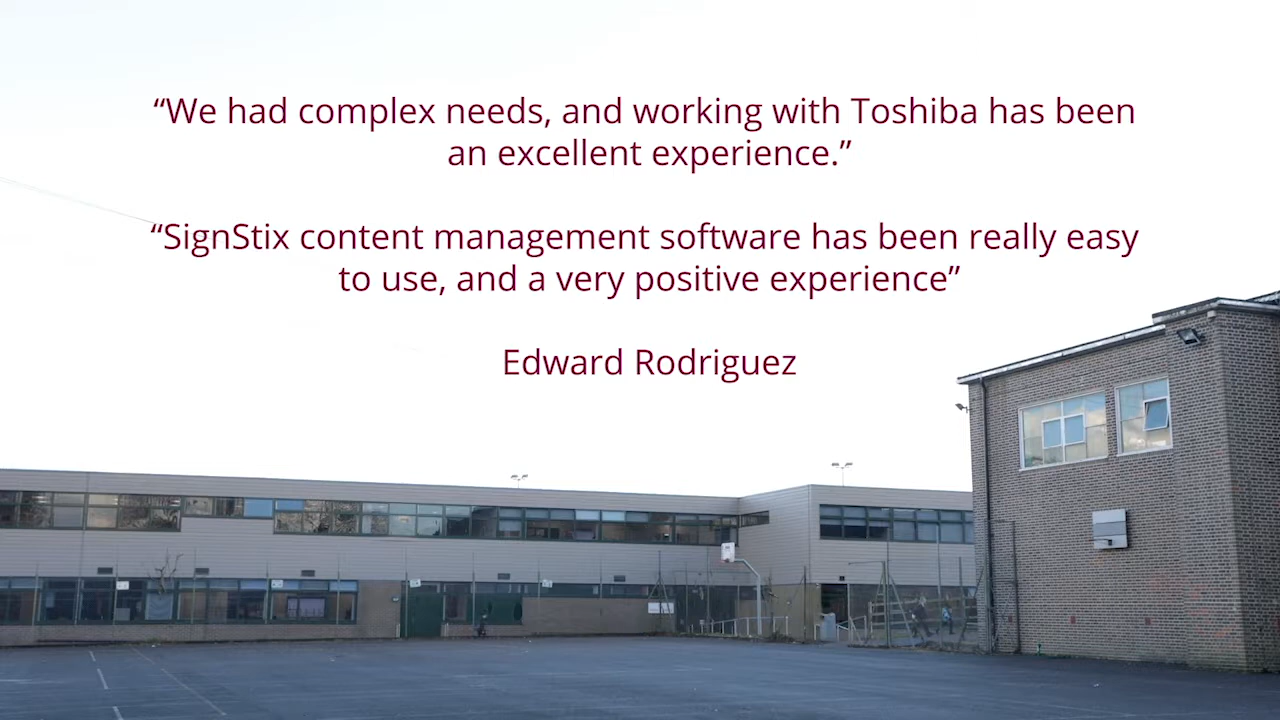 “We had complex needs, and working with Toshiba has been
an excellent experience.”
“SignStix content management software has been really easy
to use, and a very positive experience”
Edward Rodriguez